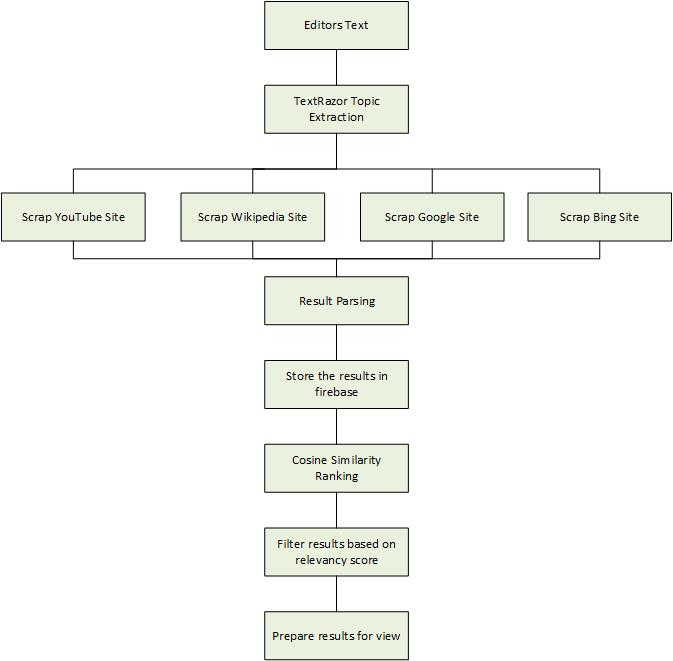 Editors Text
TextRazor Topic
Extraction
Scrap YouTube Site
Scrap Wikipedia Site
Scrap Google Site
Scrap Bing Site
Result Parsing
Store the results in
firebase
Cosine Similarity
Ranking
Filter results based on
relevancy score
Prepare results for view